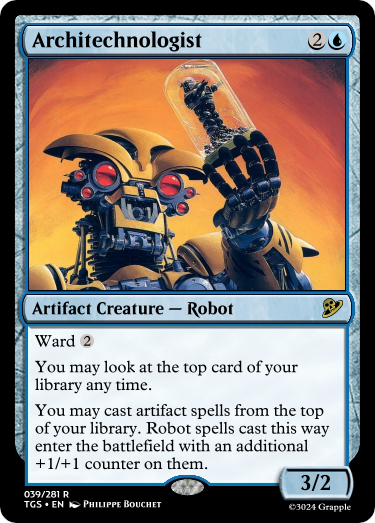 Architechnologist 2
Artifact Creature — Robot
Ward 2
You may look at the top card of your
library any time.
You may cast artifact spells from the top
of your library. Robot spells cast this way
enter the battlefield with an additional
+1/+1 counter on them.
3/2
039/281 R
TGS • EN Philippe Bouchet
©3024 Grapple